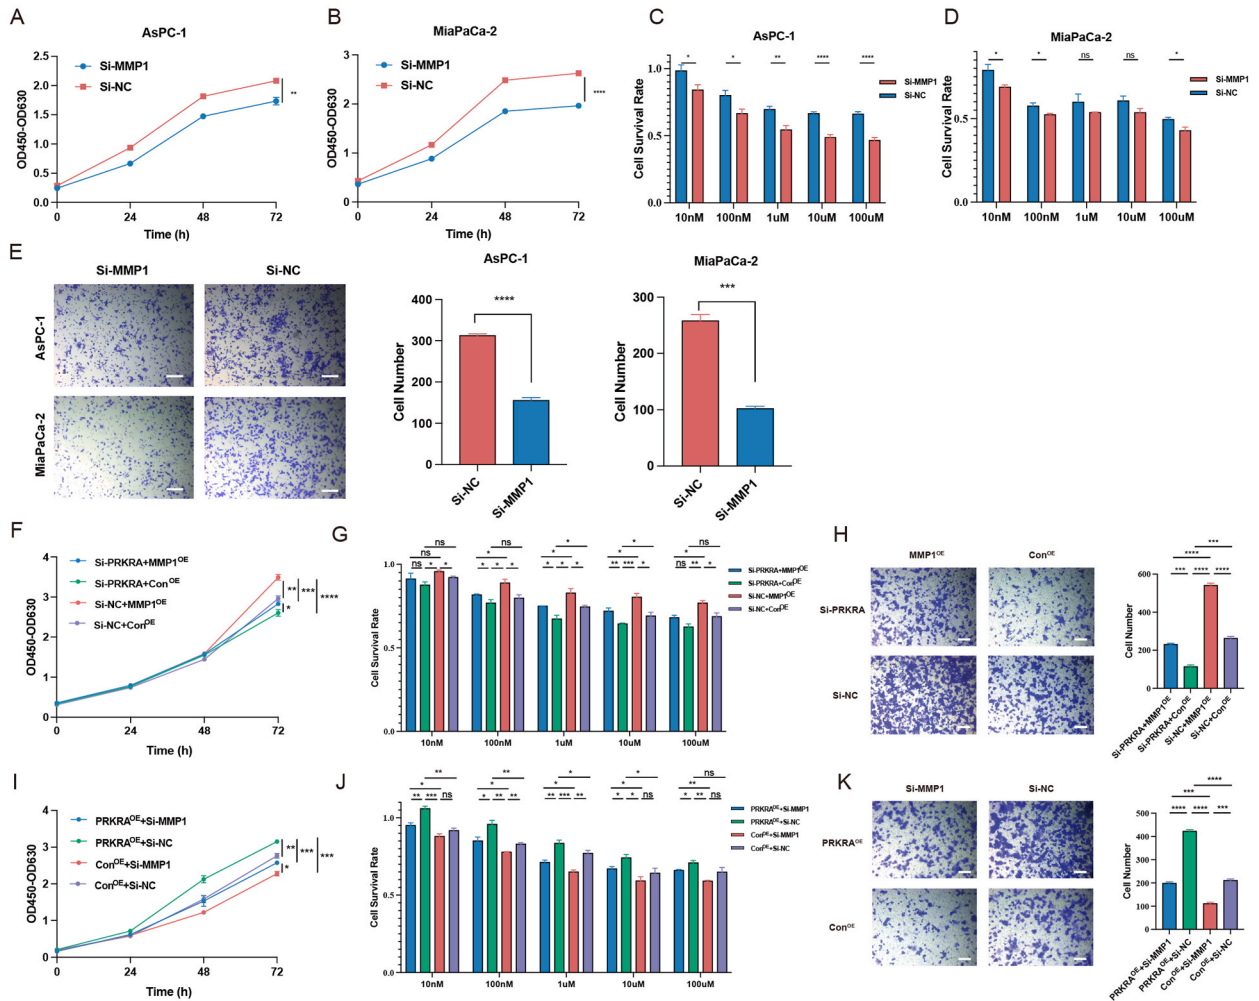 A
AsPC-1
OD450-OD630
2.5
2.0
1.5
1.0
0.5
0.0
Si-MMP1
Si-NC
**
0 24 48 72
Time (h)
B
MiaPaCa-2
OD450-OD630
3
2
1
0
Si-MMP1
Si-NC
****
0 24 48 72
Time (h)
C
AsPC-1
Cell Survival Rate
1.0
0.5
0.0
* * ** **** ****
Si-MMP1
Si-NC
10nM 100nM 1uM 10uM 100uM
D
MiaPaCa-2
Cell Survival Rate
0.5
0.0
* * ns ns *
Si-MMP1
Si-NC
10nM 100nM 1uM 10uM 100uM
E
Si-MMP1 Si-NC
AsPC-1
MiaPaCa-2
AsPC-1
Cell Number
400
300
200
100
0
****
Si-NC Si-MMP1
MiaPaCa-2
Cell Number
300
200
100
0
***
Si-NC Si-MMP1
F
OD450-OD630
4
3
2
1
0
Si-PRKRA+MMP1OE
Si-PRKRA+ConOE
Si-NC+MMP1OE
Si-NC+ConOE
** *** ****
*
0 24 48 72
Time (h)
G
Cell Survival Rate
1.0
0.5
0.0
ns ns * * ns
ns * * * *
ns * * * * * * * * ** *** * ns ** *
Si-PRKRA+MMP1OE
Si-PRKRA+ConOE
Si-NC+MMP1OE
Si-NC+ConOE
10nM 100nM 1uM 10uM 100uM
H
MMP1OE ConOE
Si-PRKRA
Si-NC
Cell Number
800
600
400
200
0
***
****
*** **** ****
Si-PRKRA+MMP1OE
Si-PRKRA+ConOE
Si-NC+MMP1OE
Si-NC+ConOE
I
OD450-OD630
4
3
2
1
0
PRKRAOE+Si-MMP1
PRKRAOE+Si-NC
ConOE+Si-MMP1
ConOE+Si-NC
** *** ***
*
0 24 48 72
Time (h)
J
Cell Survival Rate
1.0
0.5
0.0
** ** * * ns
* * * * **
** *** ns * ** ** ** *** ** * * ns * ** ns
PRKRAOE+Si-MMP1
PRKRAOE+Si-NC
ConOE+Si-MMP1
ConOE+Si-NC
10nM 100nM 1uM 10uM 100uM
K
Si-MMP1 Si-NC
PRKRAOE
ConOE
Cell Number
500
400
300
200
100
0
****
***
**** **** ***
PRKRAOE+Si-MMP1
PRKRAOE+Si-NC
ConOE+Si-MMP1
ConOE+Si-NC